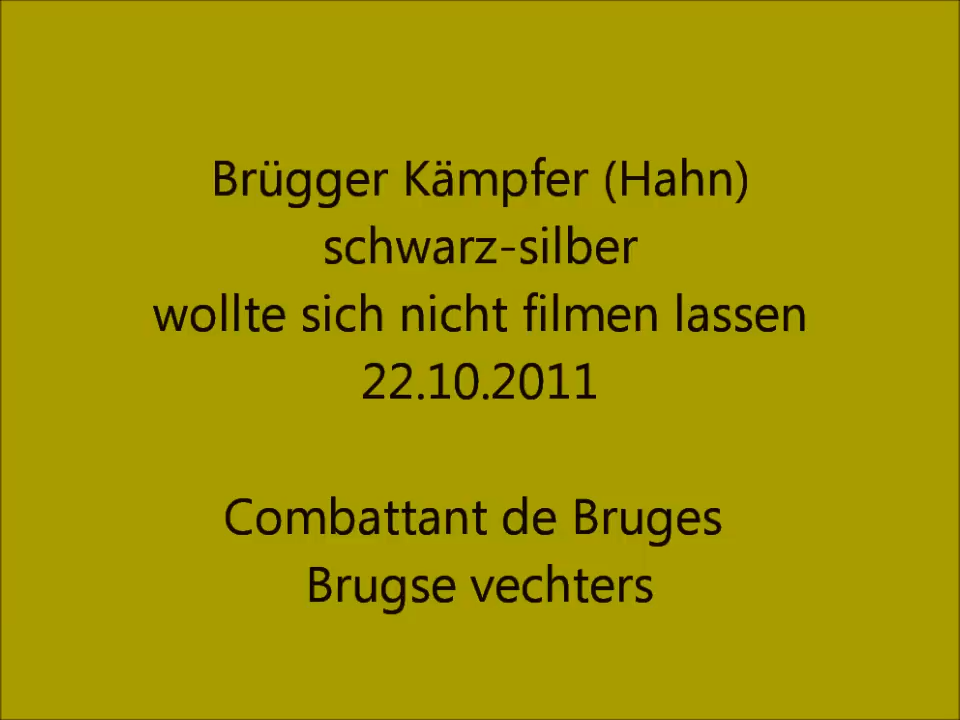 Brügger Kämpfer (Hahn)
schwarz-silber
wollte sich nicht filmen lassen
22.10.2011
Combattant de Bruges
Brugse vechters